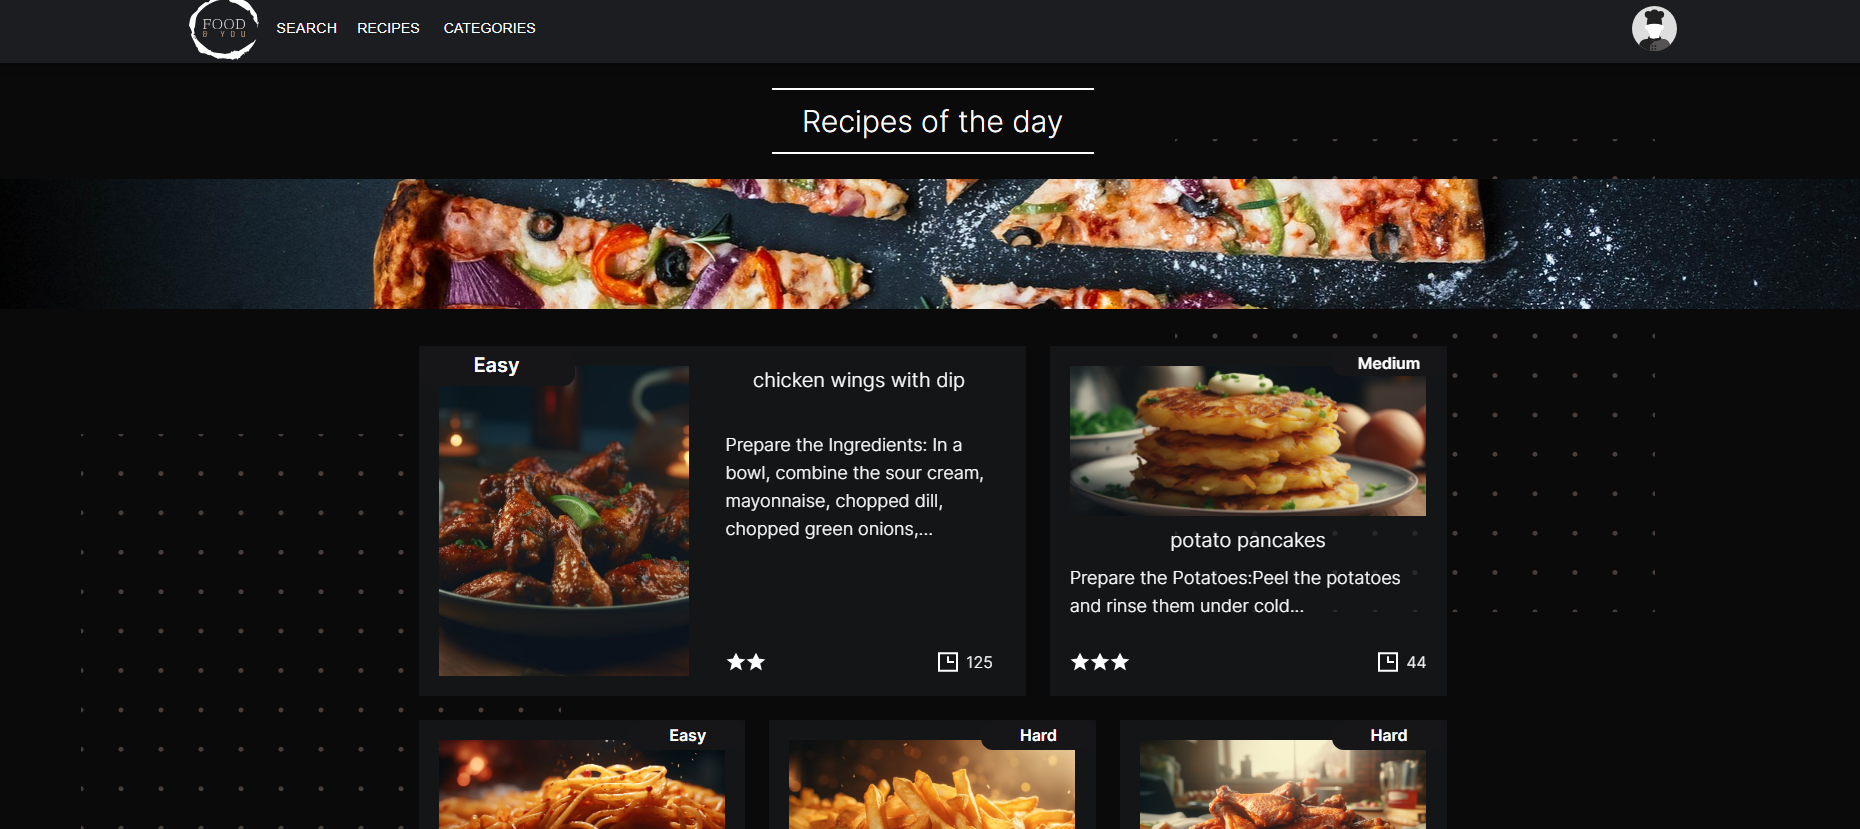 FOOD
& YOU
SEARCH RECIPES CATEGORIES
Recipes of the day
Easy
chicken wings with dip
Prepare the Ingredients: In a
bowl, combine the sour cream,
mayonnaise, chopped dill,
chopped green onions,...
125
Medium
potato pancakes
Prepare the Potatoes:Peel the potatoes
and rinse them under cold...
44
Easy
Hard
Hard